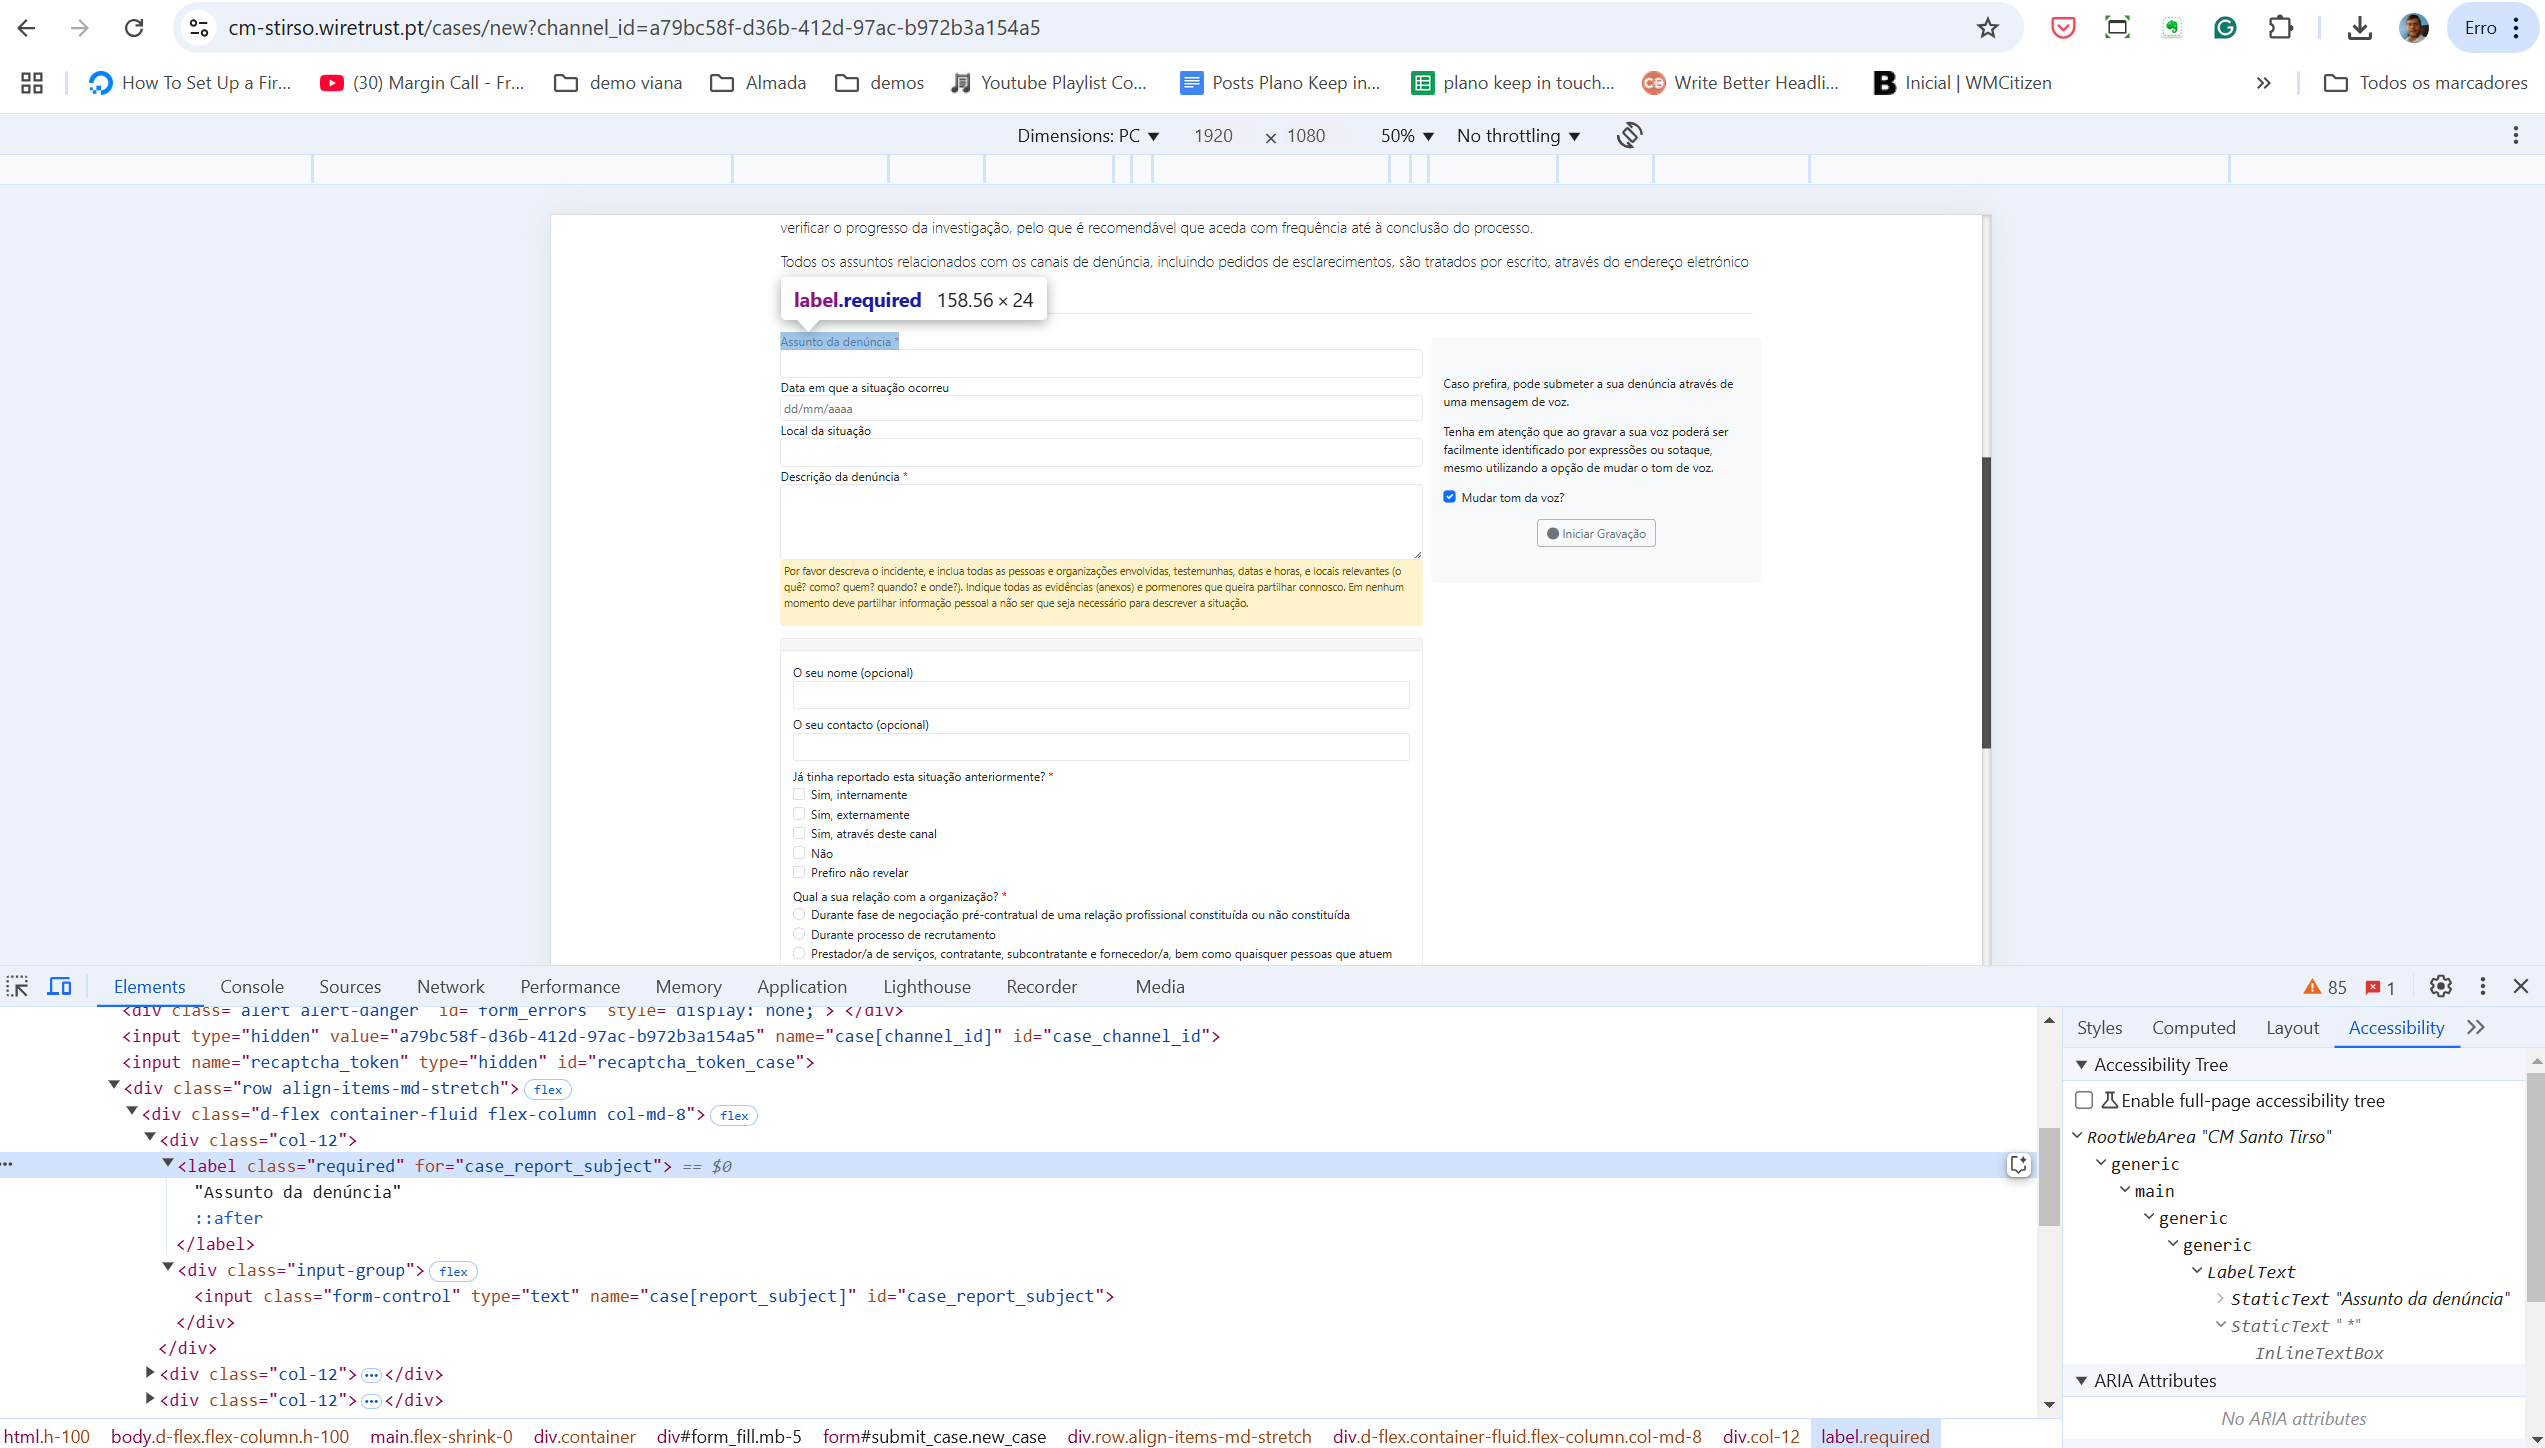 cm-stirso.wiretrust.pt/cases/new?channel_id=a79bc58f-d36b-412d-97ac-b972b3a154a5
Erro
How To Set Up a Fir...
(30) Margin Call - Fr...
demo viana
Almada
demos
Youtube Playlist Co...
Posts Plano Keep in...
plano keep in touch...
Write Better Headli...
Inicial | WMCitizen
Todos os marcadores
Dimensions: PC 1920 × 1080 50% No throttling
verificar o progresso da investigação, pelo que é recomendável que aceda com frequência até à conclusão do processo.
Todos os assuntos relacionados com os canais de denúncia, incluindo pedidos de esclarecimentos, são tratados por escrito, através do endereço eletrónico
label.required 158.56 × 24
Assunto da denúncia *
Data em que a situação ocorreu
dd/mm/aaaa
Local da situação
Descrição da denúncia *
Por favor descreva o incidente, e inclua todas as pessoas e organizações envolvidas, testemunhas, datas e horas, e locais relevantes (o
quê? como? quem? quando? e onde?). Indique todas as evidências (anexos) e pormenores que queira partilhar connosco. Em nenhum
momento deve partilhar informação pessoal a não ser que seja necessário para descrever a situação.
Caso prefira, pode submeter a sua denúncia através de
uma mensagem de voz.
Tenha em atenção que ao gravar a sua voz poderá ser
facilmente identificado por expressões ou sotaque,
mesmo utilizando a opção de mudar o tom de voz.
Mudar tom da voz?
Iniciar Gravação
O seu nome (opcional)
O seu contacto (opcional)
Já tinha reportado esta situação anteriormente? *
Sim, internamente
Sim, externamente
Sim, através deste canal
Não
Prefiro não revelar
Qual a sua relação com a organização? *
Durante fase de negociação pré-contratual de uma relação profissional constituída ou não constituída
Durante processo de recrutamento
Prestador/a de serviços, contratante, subcontratante e fornecedor/a, bem como quaisquer pessoas que atuem
Elements Console Sources Network Performance Memory Application Lighthouse Recorder Media 85 1
<div class="alert alert-danger" id="form_errors" style="display: none;"> </div>
<input type="hidden" value="a79bc58f-d36b-412d-97ac-b972b3a154a5" name="case[channel_id]" id="case_channel_id">
<input name="recaptcha_token" type="hidden" id="recaptcha_token_case">
<div class="row align-items-md-stretch"> flex
<div class="d-flex container-fluid flex-column col-md-8"> flex
<div class="col-12">
<label class="required" for="case_report_subject"> == $0
"Assunto da denúncia"
::after
</label>
<div class="input-group"> flex
<input class="form-control" type="text" name="case[report_subject]" id="case_report_subject">
</div>
</div>
<div class="col-12">…</div>
<div class="col-12">…</div>
html.h-100 body.d-flex.flex-column.h-100 main.flex-shrink-0 div.container div#form_fill.mb-5 form#submit_case.new_case div.row.align-items-md-stretch div.d-flex.container-fluid.flex-column.col-md-8 div.col-12 label.required
Styles Computed Layout Accessibility
Accessibility Tree
Enable full-page accessibility tree
RootWebArea "CM Santo Tirso"
generic
main
generic
generic
LabelText
StaticText "Assunto da denúncia"
StaticText " *"
InlineTextBox
ARIA Attributes
No ARIA attributes